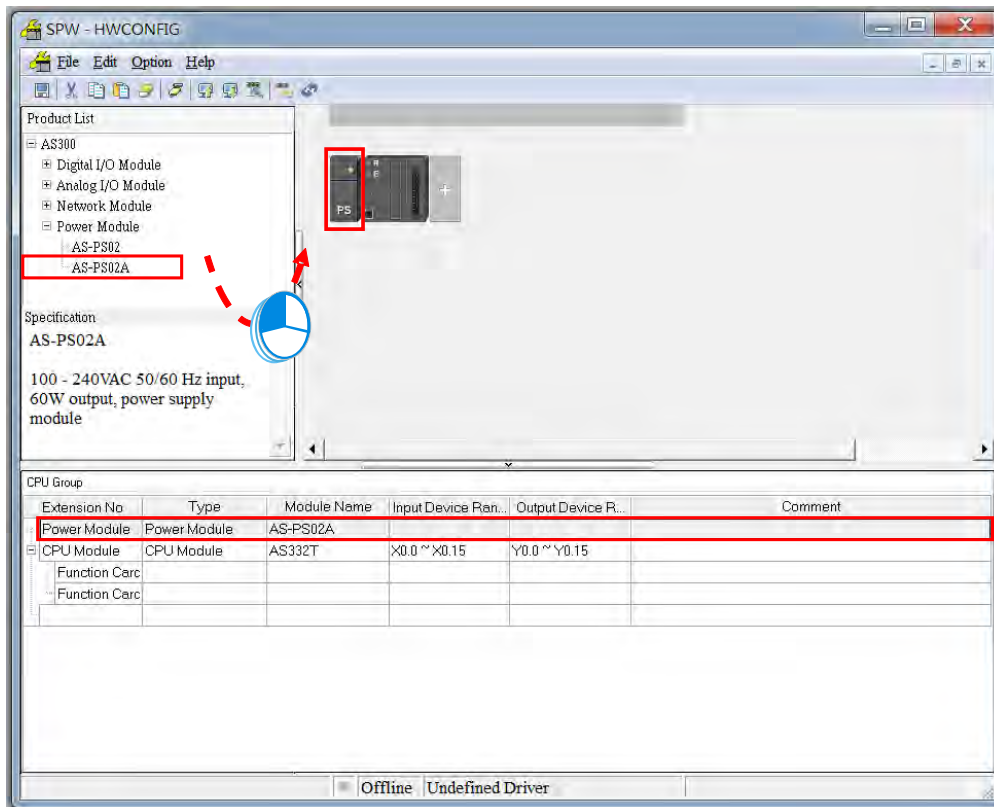 SPW - HWCONFIG
File Edit Option Help
Product List
AS300
Digital I/O Module
Analog I/O Module
Network Module
Power Module
AS-PS02
AS-PS02A
PS
Specification
AS-PS02A
100 - 240VAC 50/60 Hz input,
60W output, power supply
module
CPU Group
Extension No Type Module Name Input Device Ran... Output Device R... Comment
Power Module Power Module AS-PS02A
CPU Module CPU Module AS332T X0.0 ~ X0.15 Y0.0 ~ Y0.15
Function Carc
Function Carc
Offline Undefined Driver